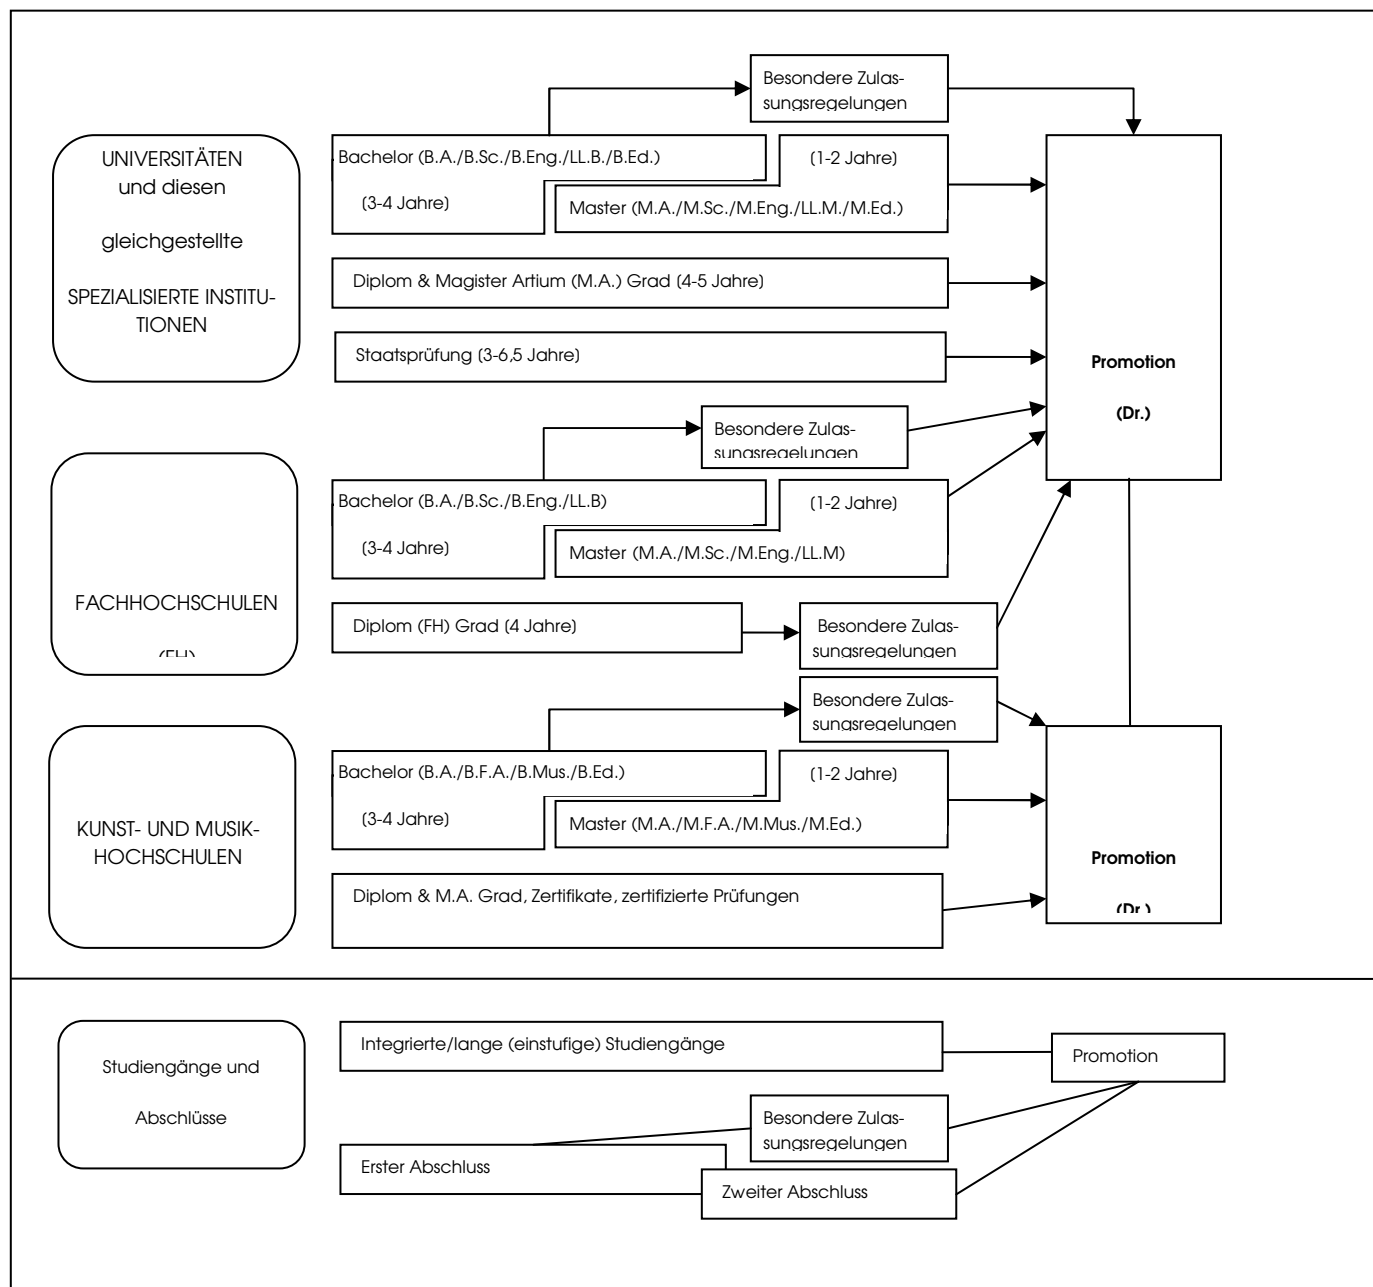 Besondere Zulas-
sungsregelungen
UNIVERSITÄTEN
und diesen
gleichgestellte
SPEZIALISIERTE INSTITU-
TIONEN
Bachelor (B.A./B.Sc./B.Eng./LL.B./B.Ed.)
[3-4 Jahre]
[1-2 Jahre]
Master (M.A./M.Sc./M.Eng./LL.M./M.Ed.)
Diplom & Magister Artium (M.A.) Grad [4-5 Jahre]
Staatsprüfung [3-6,5 Jahre]
Promotion
(Dr.)
Besondere Zulas-
sungsregelungen
FACHHOCHSCHULEN
(FH)
Bachelor (B.A./B.Sc./B.Eng./LL.B)
[3-4 Jahre]
[1-2 Jahre]
Master (M.A./M.Sc./M.Eng./LL.M)
Diplom (FH) Grad [4 Jahre]
Besondere Zulas-
sungsregelungen
Besondere Zulas-
sungsregelungen
KUNST- UND MUSIK-
HOCHSCHULEN
Bachelor (B.A./B.F.A./B.Mus./B.Ed.)
[3-4 Jahre]
[1-2 Jahre]
Master (M.A./M.F.A./M.Mus./M.Ed.)
Diplom & M.A. Grad, Zertifikate, zertifizierte Prüfungen
Promotion
(Dr.)
Studiengänge und
Abschlüsse
Integrierte/lange (einstufige) Studiengänge
Promotion
Besondere Zulas-
sungsregelungen
Erster Abschluss
Zweiter Abschluss